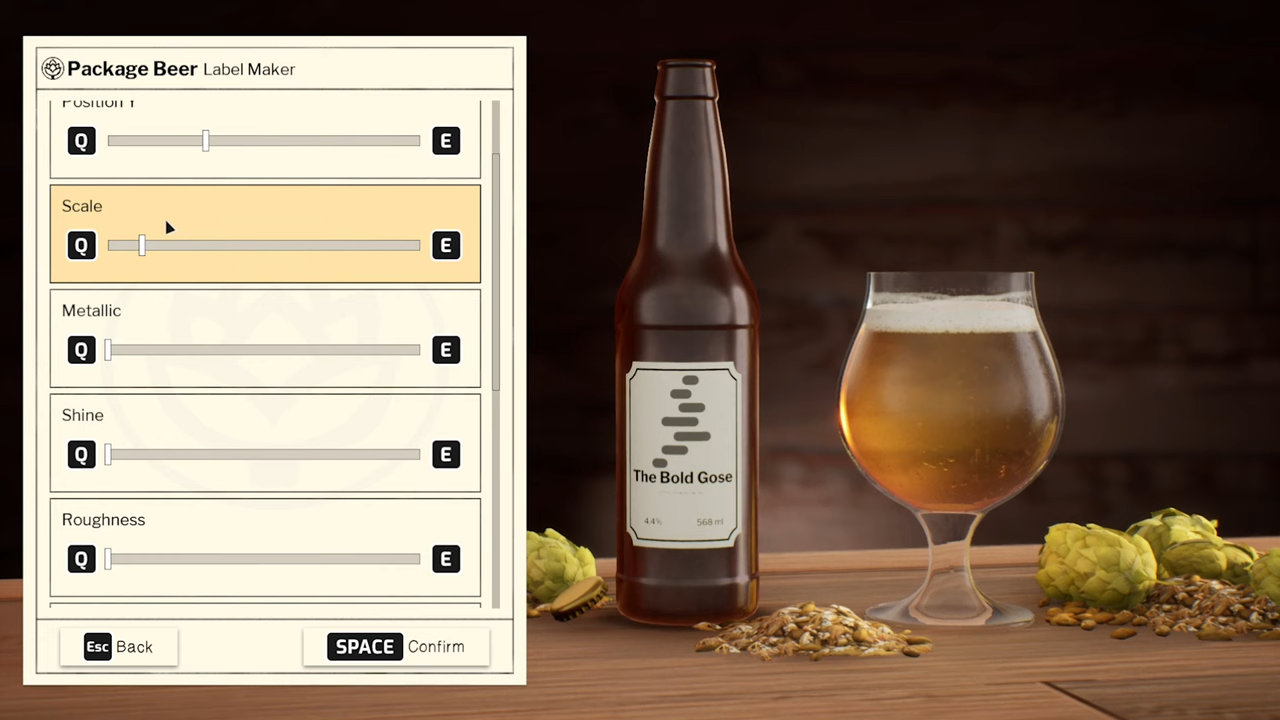 Package Beer Label Maker
Position Y
Q E
Scale
Q E
Metallic
Q E
Shine
Q E
Roughness
Q E
Esc Back
SPACE Confirm
The Bold Gose
4.4% 568 ml